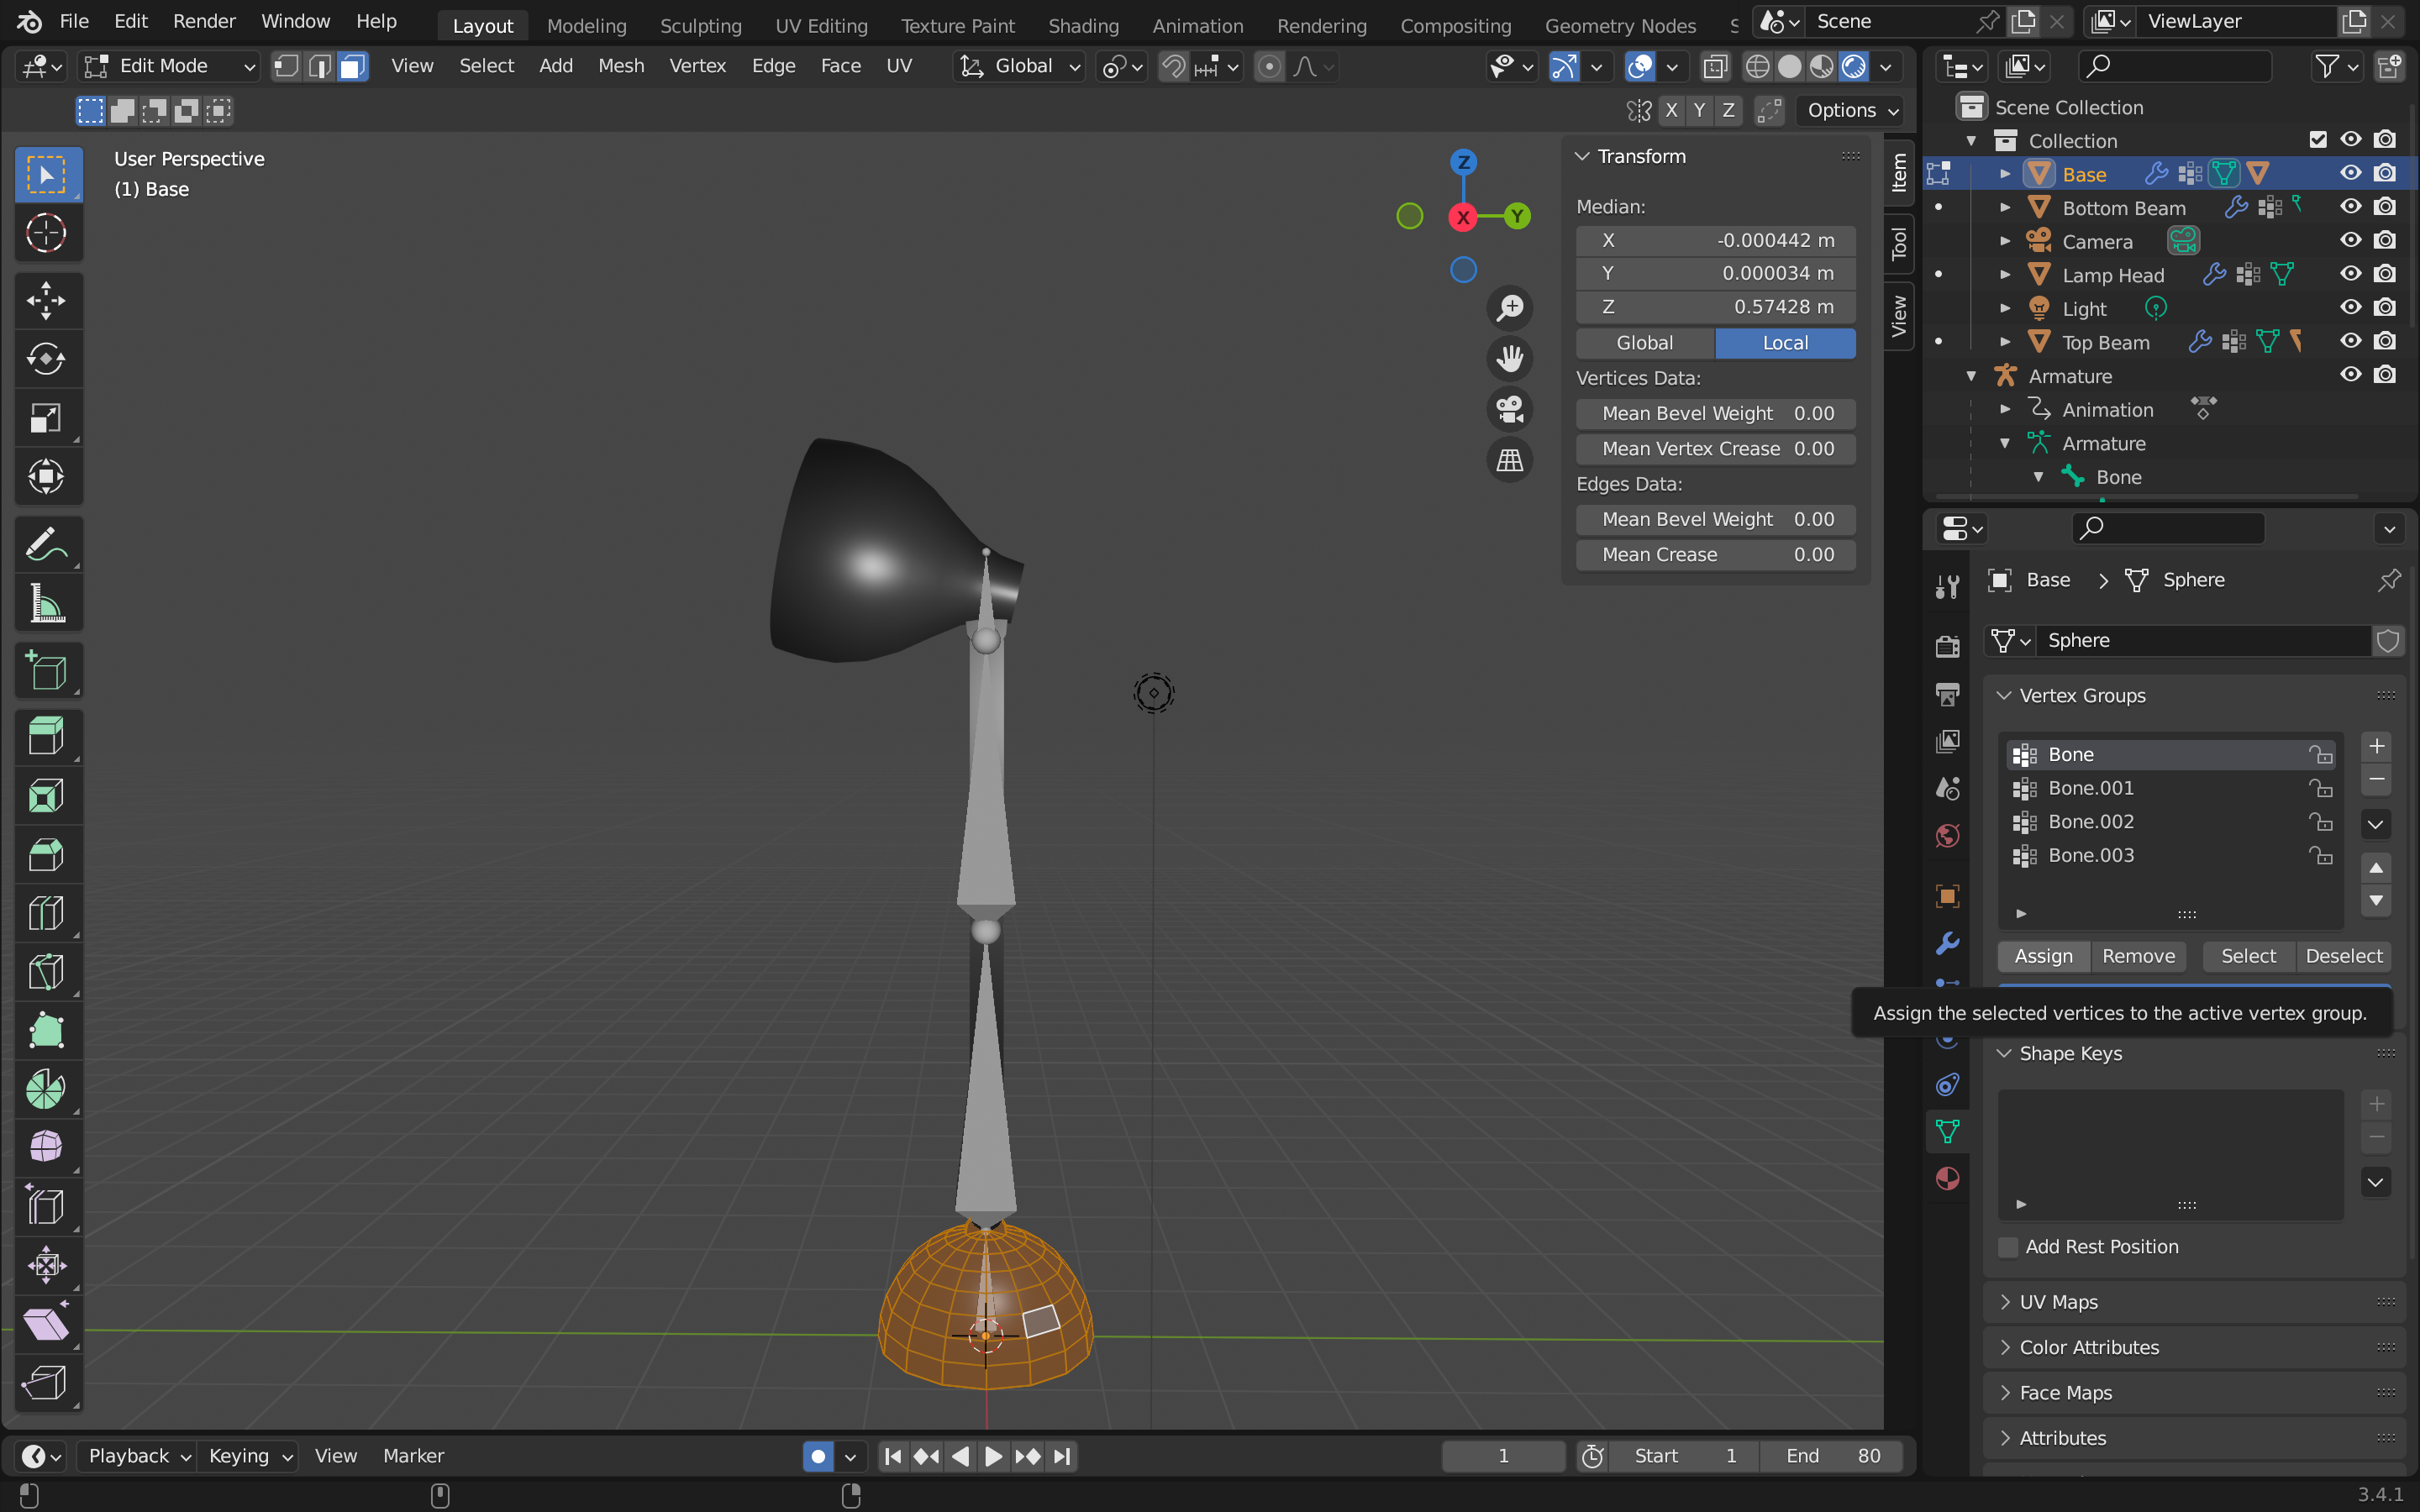 File Edit Render Window Help Layout Modeling Sculpting UV Editing Texture Paint Shading Animation Rendering Compositing Geometry Nodes Scene ViewLayer
Edit Mode View Select Add Mesh Vertex Edge Face UV Global
X Y Z Options
User Perspective
(1) Base
Z
X
Y
Transform
Median:
X -0.000442 m
Y 0.000034 m
Z 0.57428 m
Global Local
Vertices Data:
Mean Bevel Weight 0.00
Mean Vertex Crease 0.00
Edges Data:
Mean Bevel Weight 0.00
Mean Crease 0.00
Item
Tool
View
Scene Collection
Collection
Base
Bottom Beam
Camera
Lamp Head
Light
Top Beam
Armature
Animation
Armature
Bone
Base Sphere
Sphere
Vertex Groups
Bone
Bone.001
Bone.002
Bone.003
Assign Remove Select Deselect
Assign the selected vertices to the active vertex group.
Shape Keys
Add Rest Position
UV Maps
Color Attributes
Face Maps
Attributes
Playback Keying View Marker 1 Start 1 End 80
3.4.1